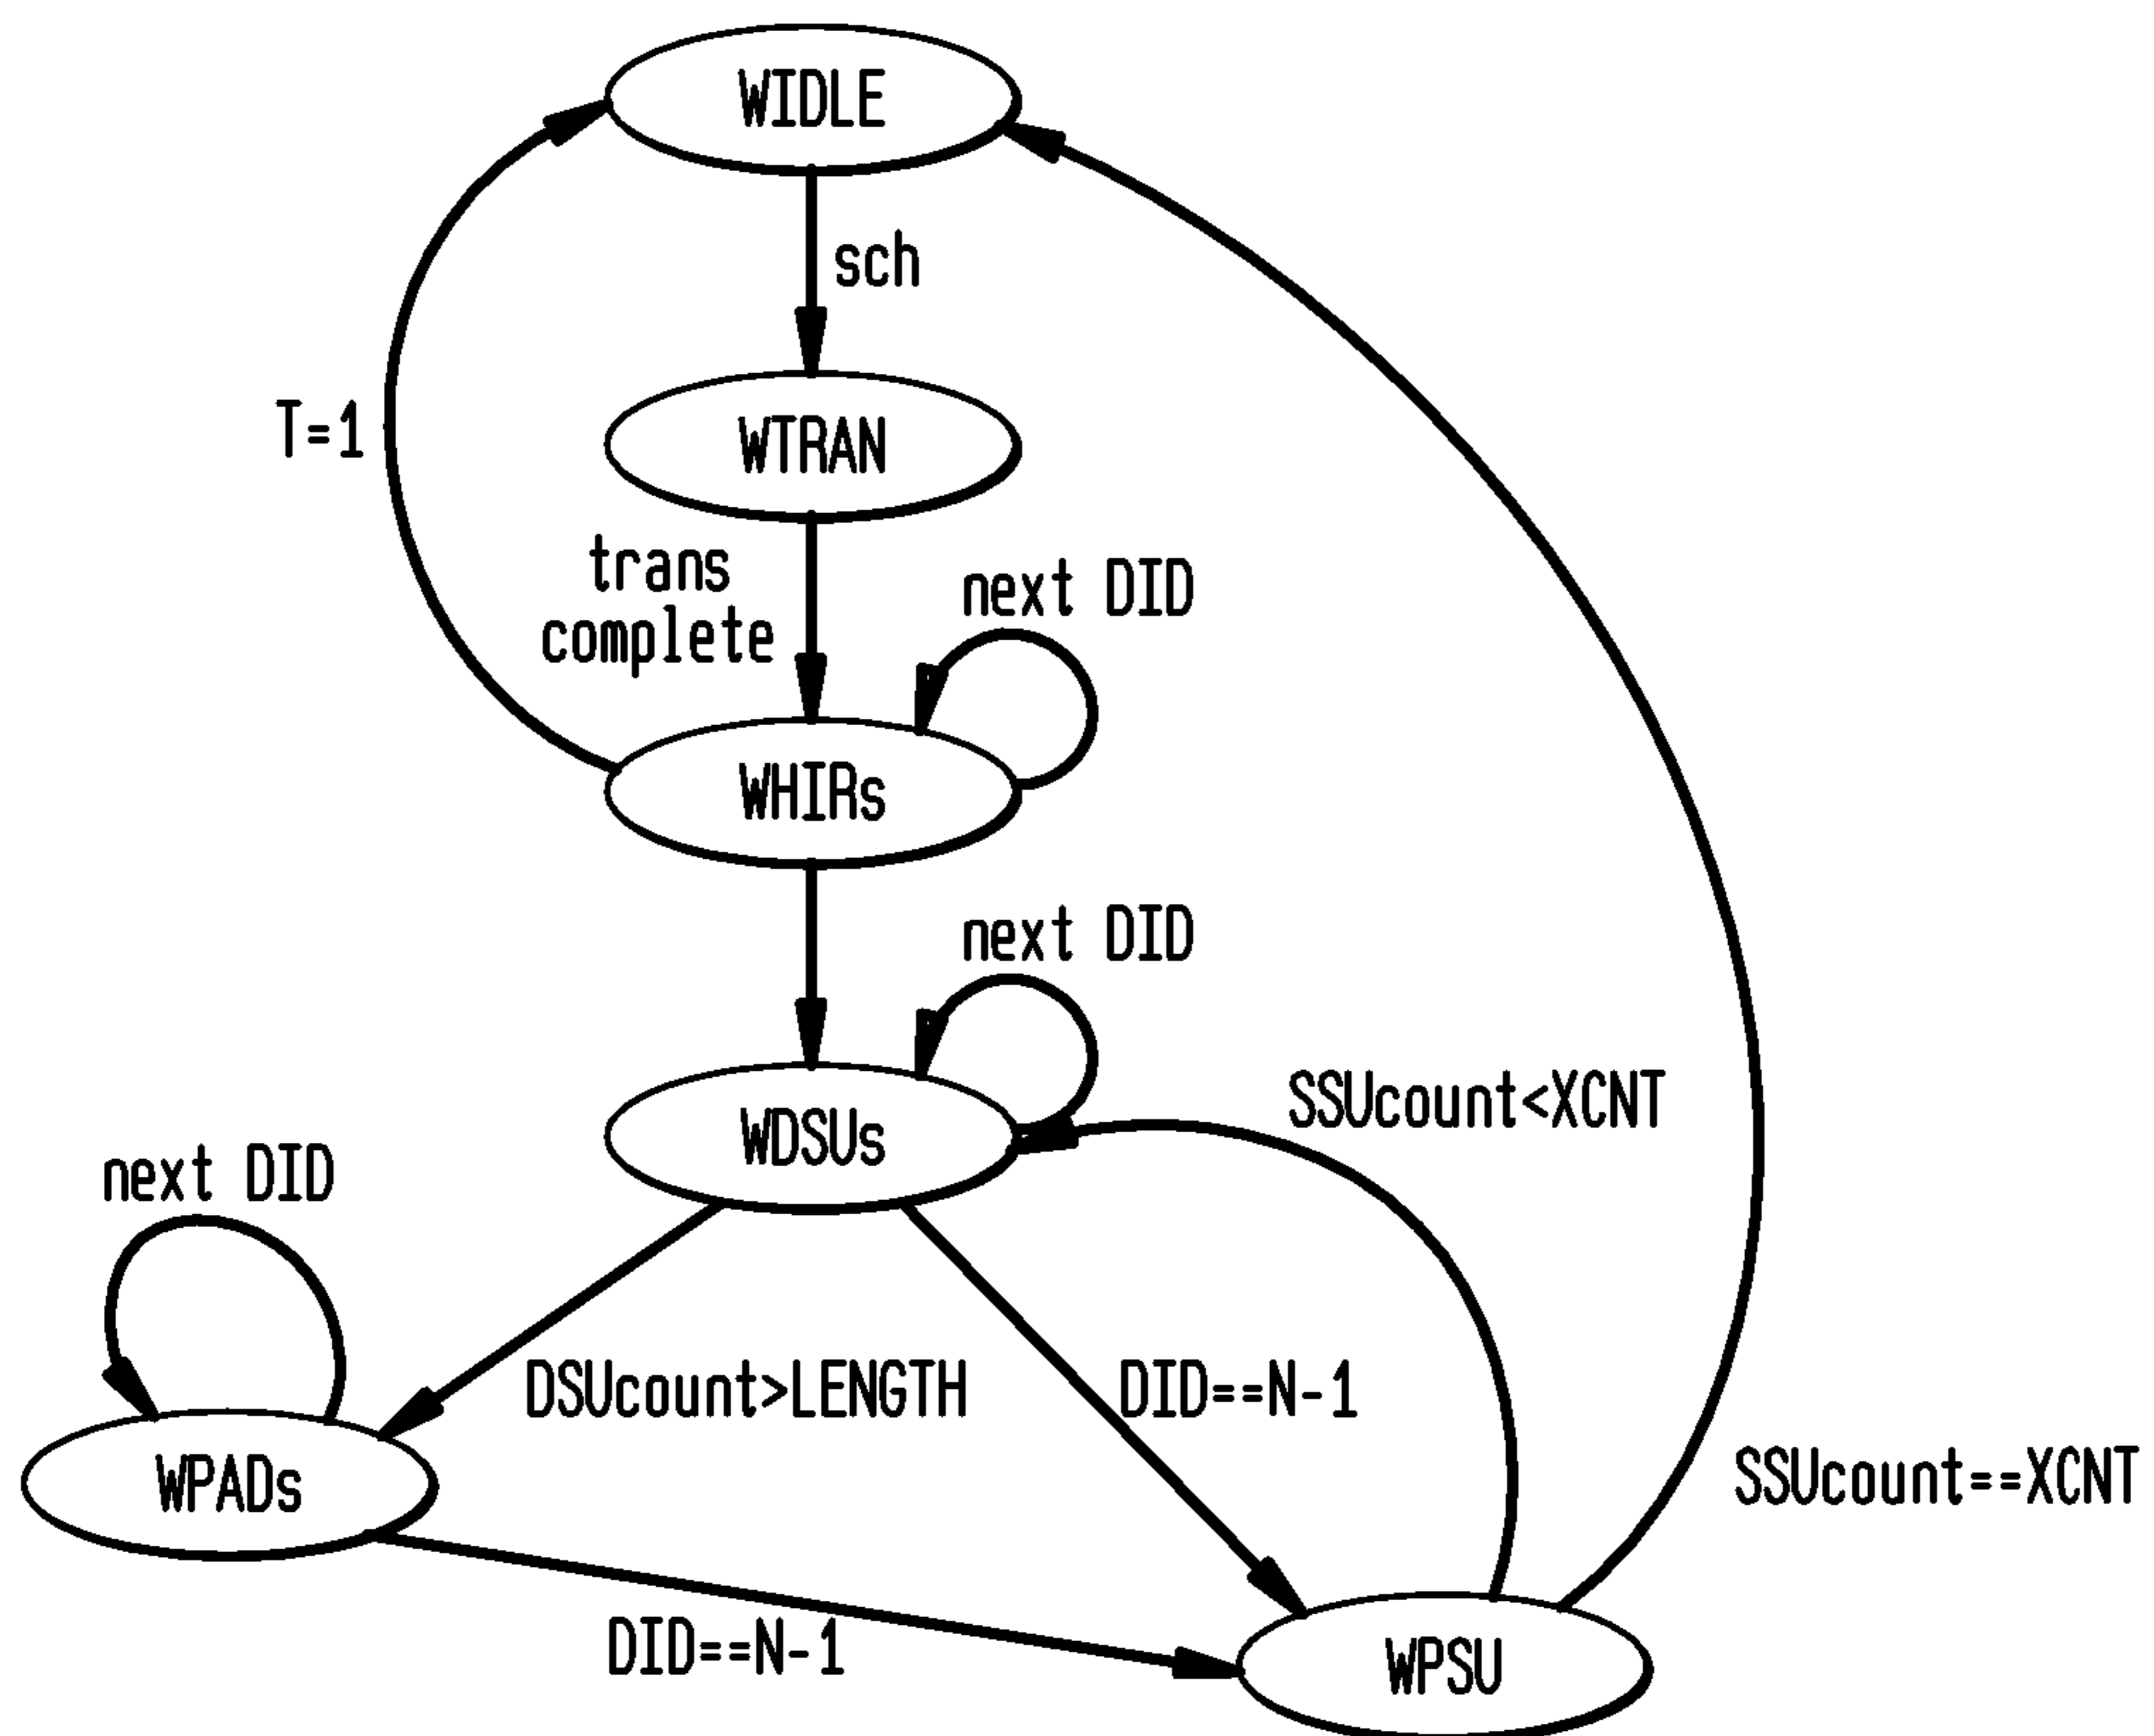 WIDLE
sch
WTRAN
T=1
trans
complete
next DID
WHIRs
next DID
WDSUs
SSUcount<XCNT
next DID
DSUcount>LENGTH
DID==N-1
WPADs
SSUcount==XCNT
DID==N-1
WPSU